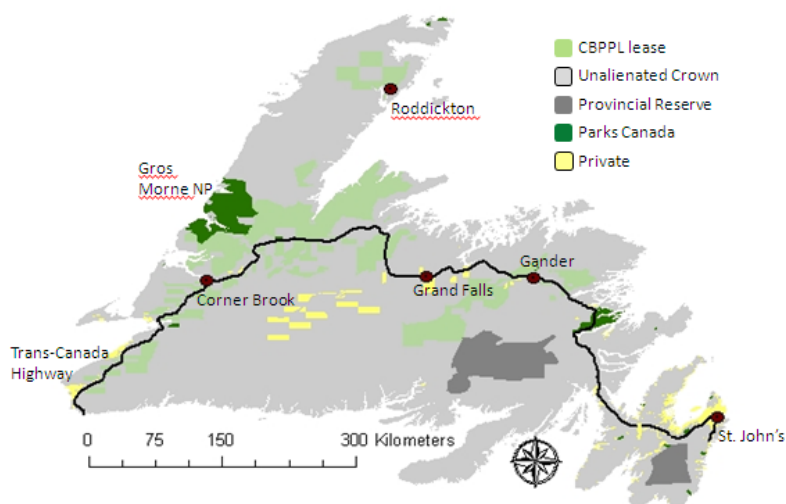 CBPPL lease
Unalienated Crown
Provincial Reserve
Parks Canada
Private
Roddickton
Gros
Morne NP
Gander
Grand Falls
Corner Brook
Trans-Canada
Highway
St. John's
0 75 150 300 Kilometers